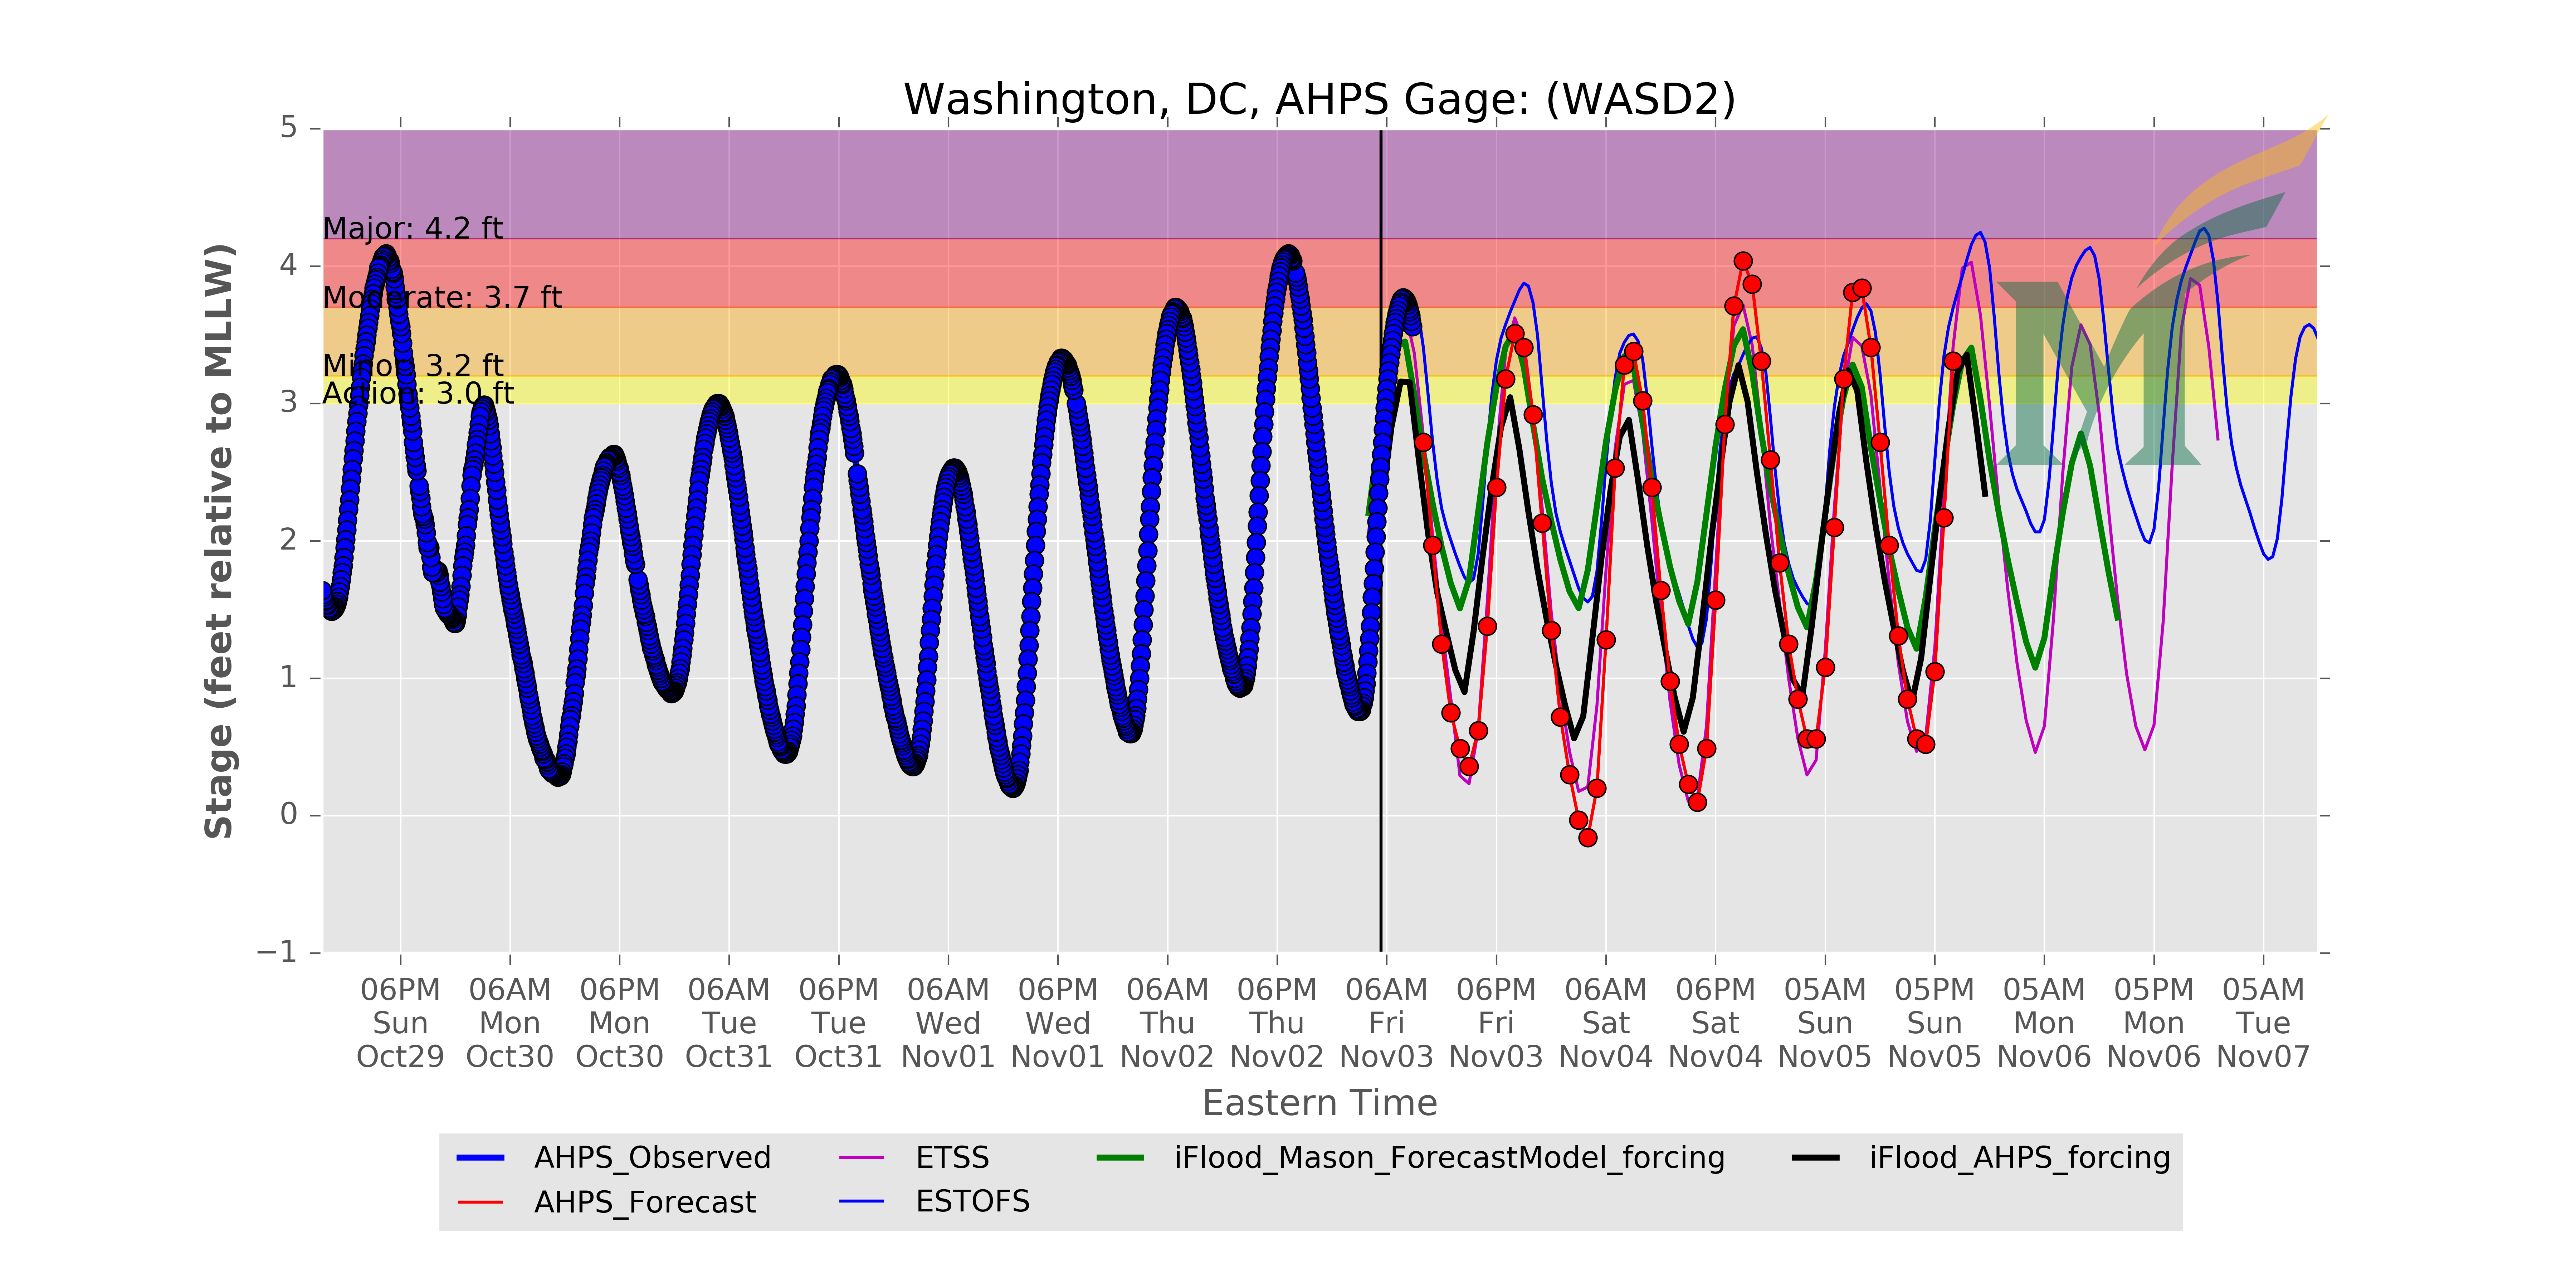 Washington, DC, AHPS Gage: (WASD2)
5
4
3
2
1
0
−1
Stage (feet relative to MLLW)
Major: 4.2 ft
Moderate: 3.7 ft
Minor: 3.2 ft
Action: 3.0 ft
06PM 06AM 06PM 06AM 06PM 06AM 06PM 06AM 06PM 06AM 06PM 06AM 06PM 05AM 05PM 05AM 05PM 05AM
Sun Mon Mon Tue Tue Wed Wed Thu Thu Fri Fri Sat Sat Sun Sun Mon Mon Tue
Oct29 Oct30 Oct30 Oct31 Oct31 Nov01 Nov01 Nov02 Nov02 Nov03 Nov03 Nov04 Nov04 Nov05 Nov05 Nov06 Nov06 Nov07
Eastern Time
AHPS_Observed ETSS iFlood_Mason_ForecastModel_forcing iFlood_AHPS_forcing
AHPS_Forecast ESTOFS
M